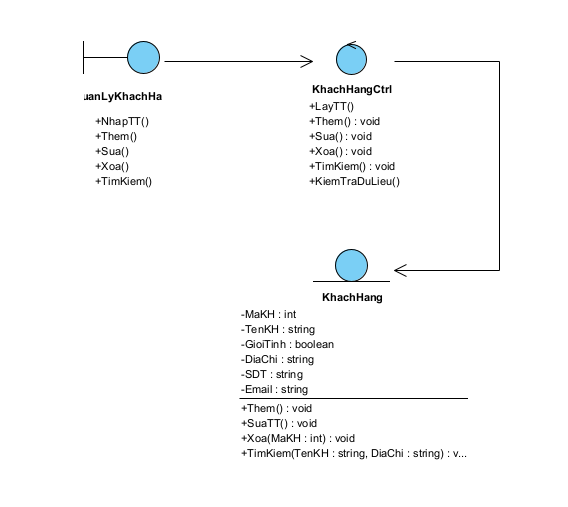 uanLyKhachHa
+NhapTT()
+Them()
+Sua()
+Xoa()
+TimKiem()
KhachHangCtrl
+LayTT()
+Them() : void
+Sua() : void
+Xoa() : void
+TimKiem() : void
+KiemTraDuLieu()
KhachHang
-MaKH : int
-TenKH : string
-GioiTinh : boolean
-DiaChi : string
-SDT : string
-Email : string
+Them() : void
+SuaTT() : void
+Xoa(MaKH : int) : void
+TimKiem(TenKH : string, DiaChi : string) : v...